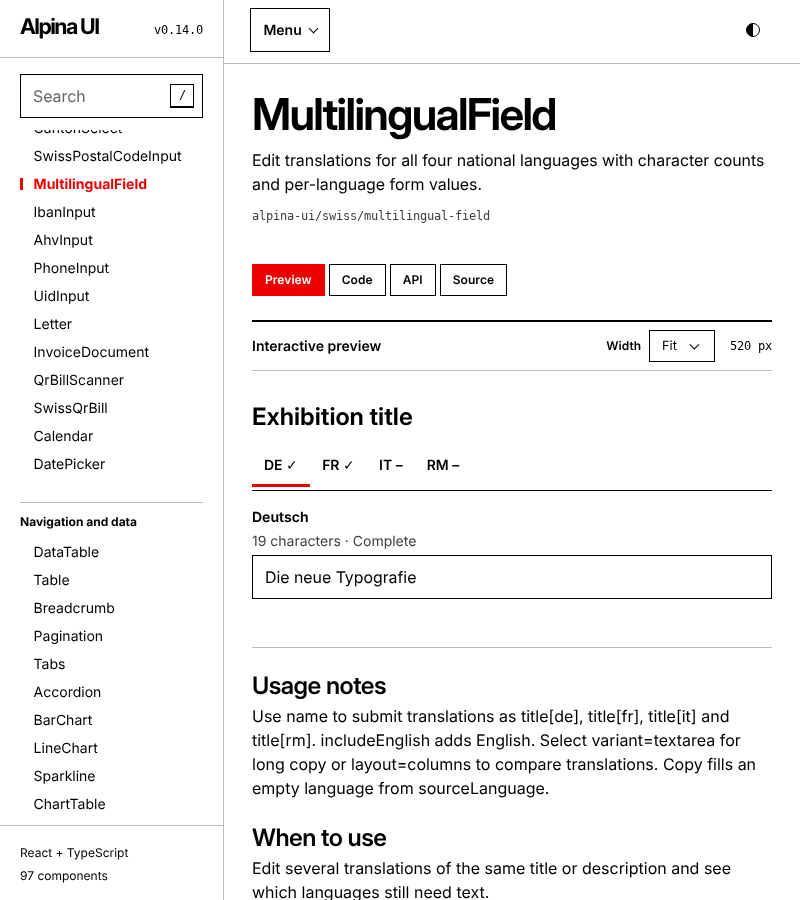 Alpina UI
v0.14.0
Menu
Search
/
SwissPostalCodeInput
MultilingualField
IbanInput
AhvInput
PhoneInput
UidInput
Letter
InvoiceDocument
QrBillScanner
SwissQrBill
Calendar
DatePicker
Navigation and data
DataTable
Table
Breadcrumb
Pagination
Tabs
Accordion
BarChart
LineChart
Sparkline
ChartTable
React + TypeScript
97 components
MultilingualField
Edit translations for all four national languages with character counts
and per-language form values.
alpina-ui/swiss/multilingual-field
Preview
Code
API
Source
Interactive preview
Width
Fit
520 px
Exhibition title
DE ✓
FR ✓
IT –
RM –
Deutsch
19 characters · Complete
Die neue Typografie
Usage notes
Use name to submit translations as title[de], title[fr], title[it] and
title[rm]. includeEnglish adds English. Select variant=textarea for
long copy or layout=columns to compare translations. Copy fills an
empty language from sourceLanguage.
When to use
Edit several translations of the same title or description and see
which languages still need text.